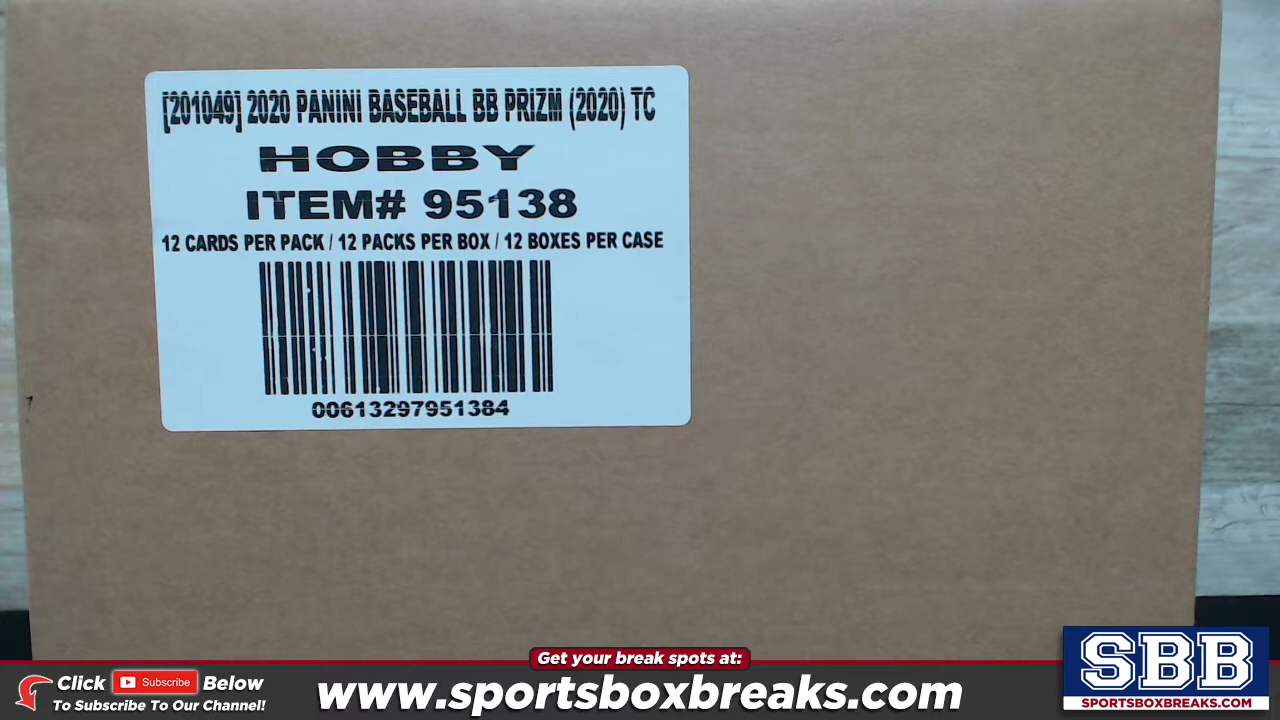 [201049] 2020 PANINI BASEBALL BB PRIZM (2020) TC
HOBBY
ITEM# 95138
12 CARDS PER PACK / 12 PACKS PER BOX / 12 BOXES PER CASE
00613297951384
Get your break spots at:
Click Subscribe Below
To Subscribe To Our Channel!
www.sportsboxbreaks.com
SBB
SPORTSBOXBREAKS.COM